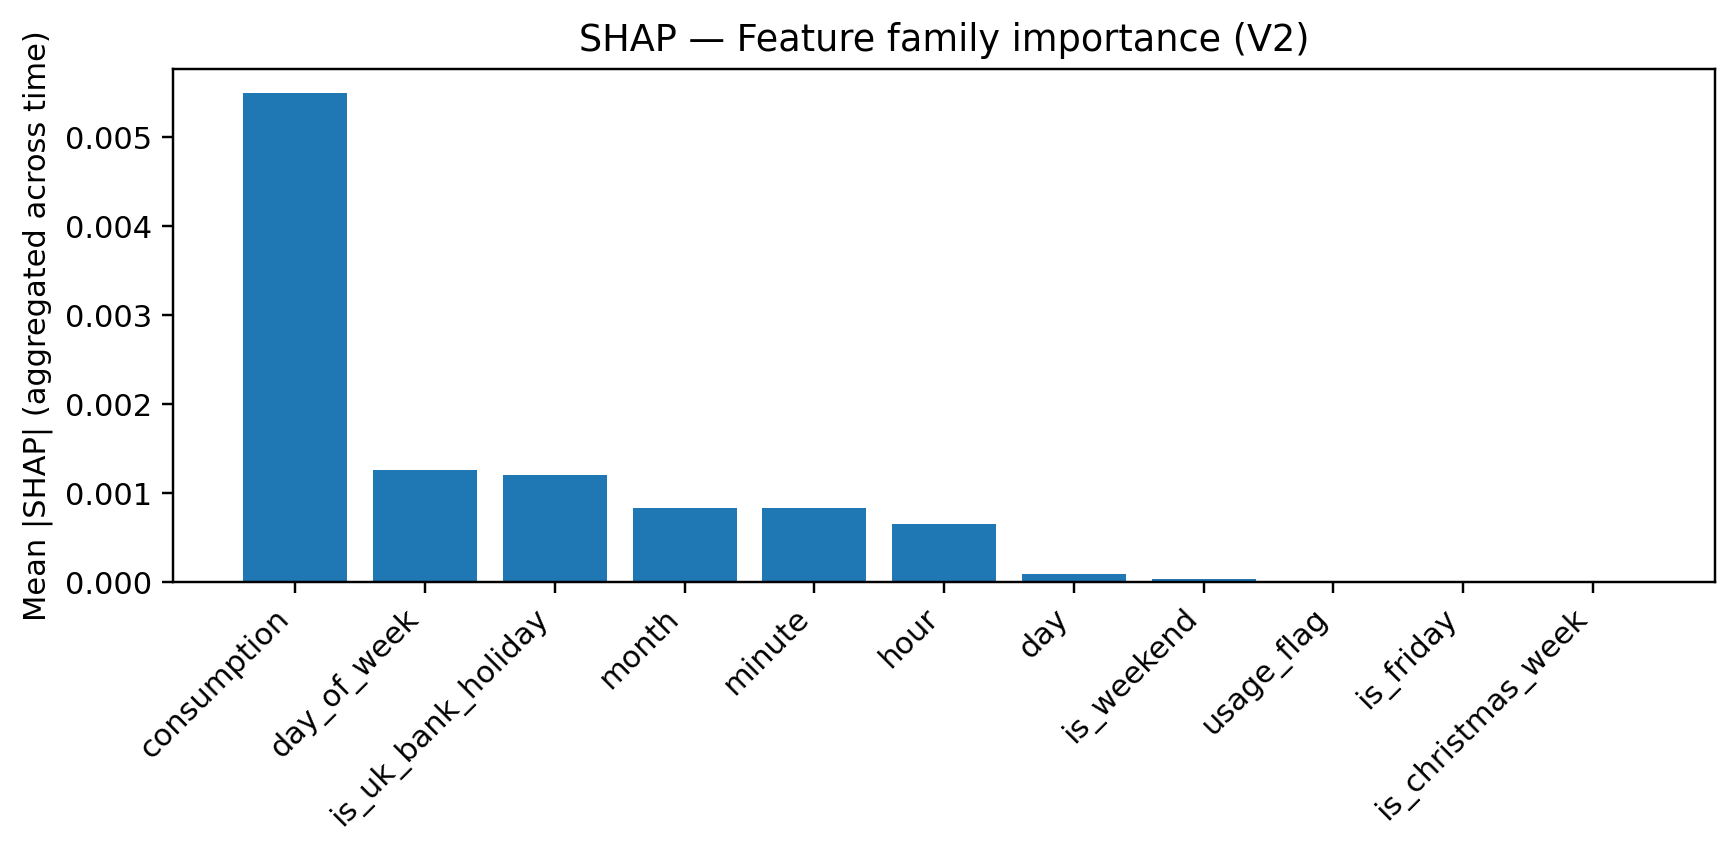 SHAP — Feature family importance (V2)
Mean |SHAP| (aggregated across time)
0.005
0.004
0.003
0.002
0.001
0.000
consumption
day_of_week
is_uk_bank_holiday
month
minute
hour
day
is_weekend
usage_flag
is_friday
is_christmas_week